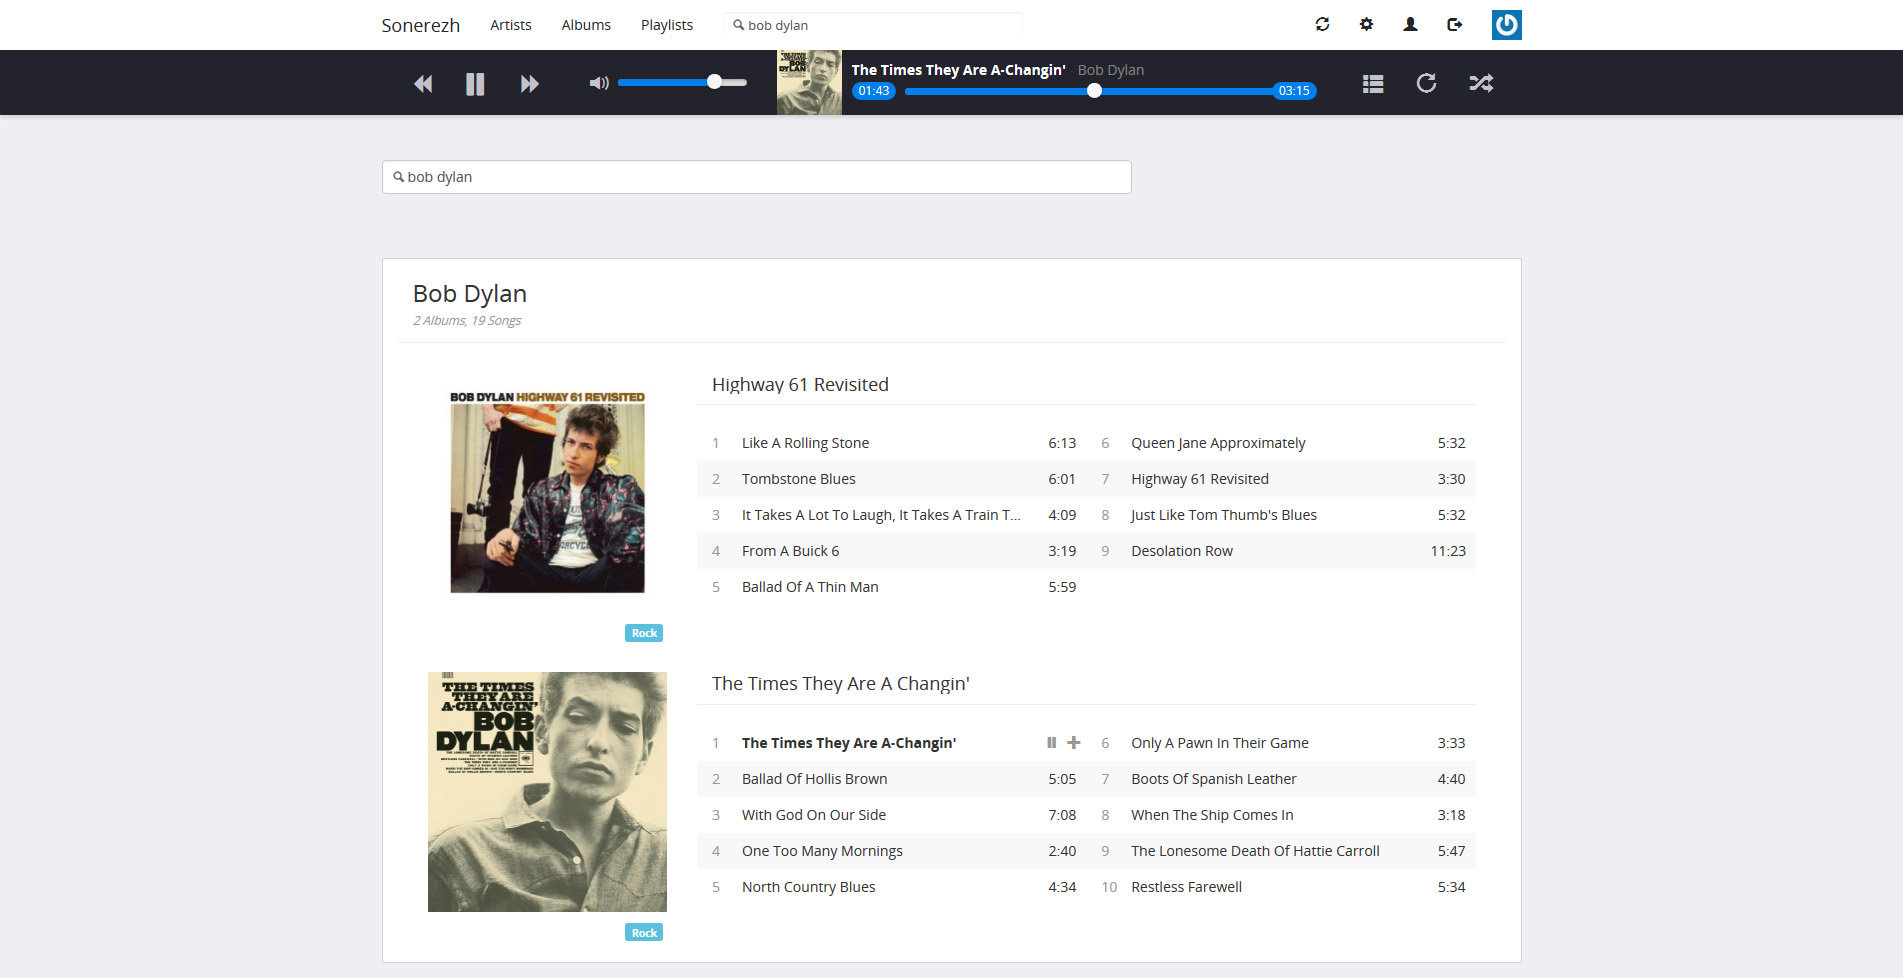 Sonerezh Artists Albums Playlists bob dylan
BOB DYLAN
The Times They Are A-Changin' - Bob Dylan
01:43 03:15
bob dylan
Bob Dylan
2 Albums, 19 Songs
Highway 61 Revisited
BOB DYLAN HIGHWAY 61 REVISITED
1 Like A Rolling Stone 6:13 6 Queen Jane Approximately 5:32
2 Tombstone Blues 6:01 7 Highway 61 Revisited 3:30
3 It Takes A Lot To Laugh, It Takes A Train T... 4:09 8 Just Like Tom Thumb's Blues 5:32
4 From A Buick 6 3:19 9 Desolation Row 11:23
5 Ballad Of A Thin Man 5:59
Rock
The Times They Are A Changin'
THE TIMES
THEY ARE
A-CHANGIN'
BOB
DYLAN
1 The Times They Are A-Changin' 6 Only A Pawn In Their Game 3:33
2 Ballad Of Hollis Brown 5:05 7 Boots Of Spanish Leather 4:40
3 With God On Our Side 7:08 8 When The Ship Comes In 3:18
4 One Too Many Mornings 2:40 9 The Lonesome Death Of Hattie Carroll 5:47
5 North Country Blues 4:34 10 Restless Farewell 5:34
Rock